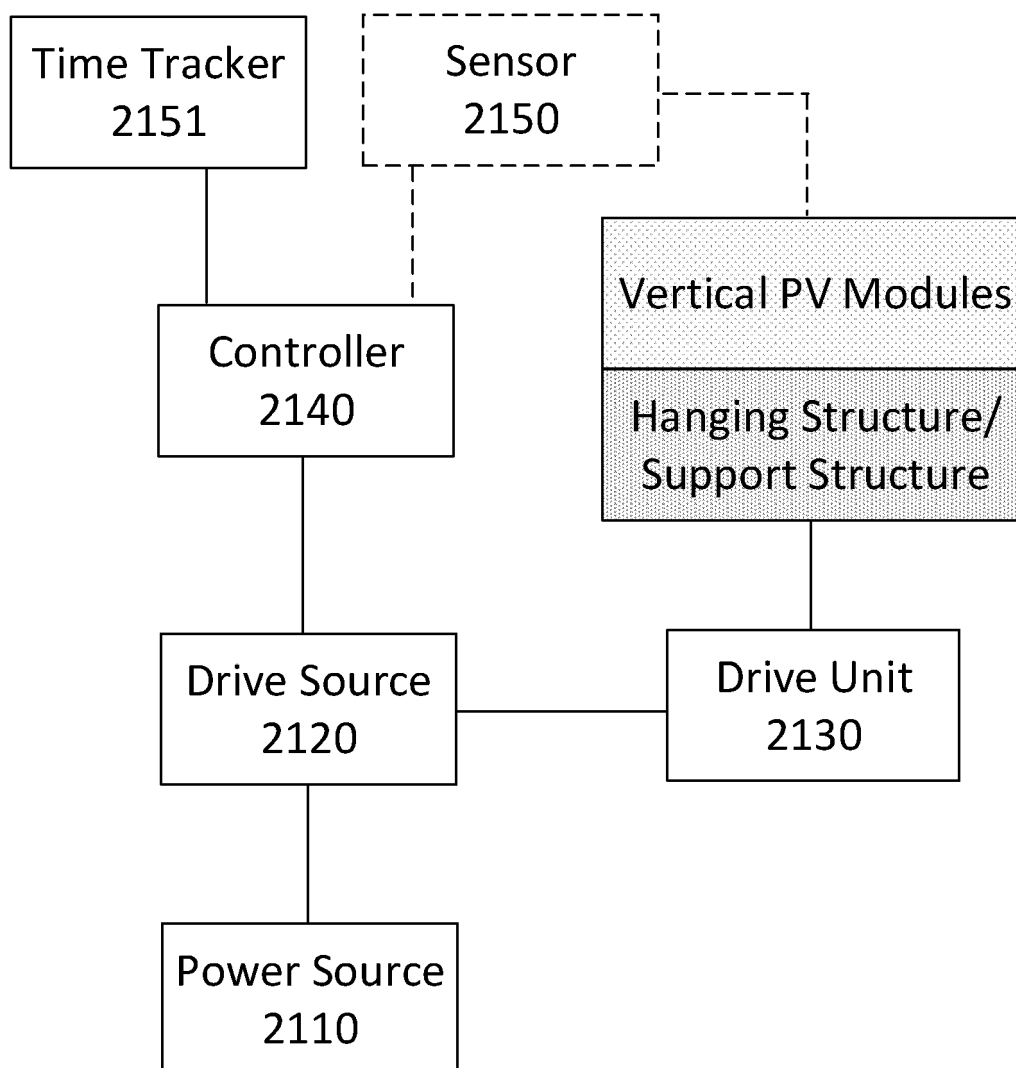 Time Tracker
2151
Sensor
2150
Vertical PV Modules
Controller
2140
Hanging Structure/
Support Structure
Drive Source
2120
Drive Unit
2130
Power Source
2110